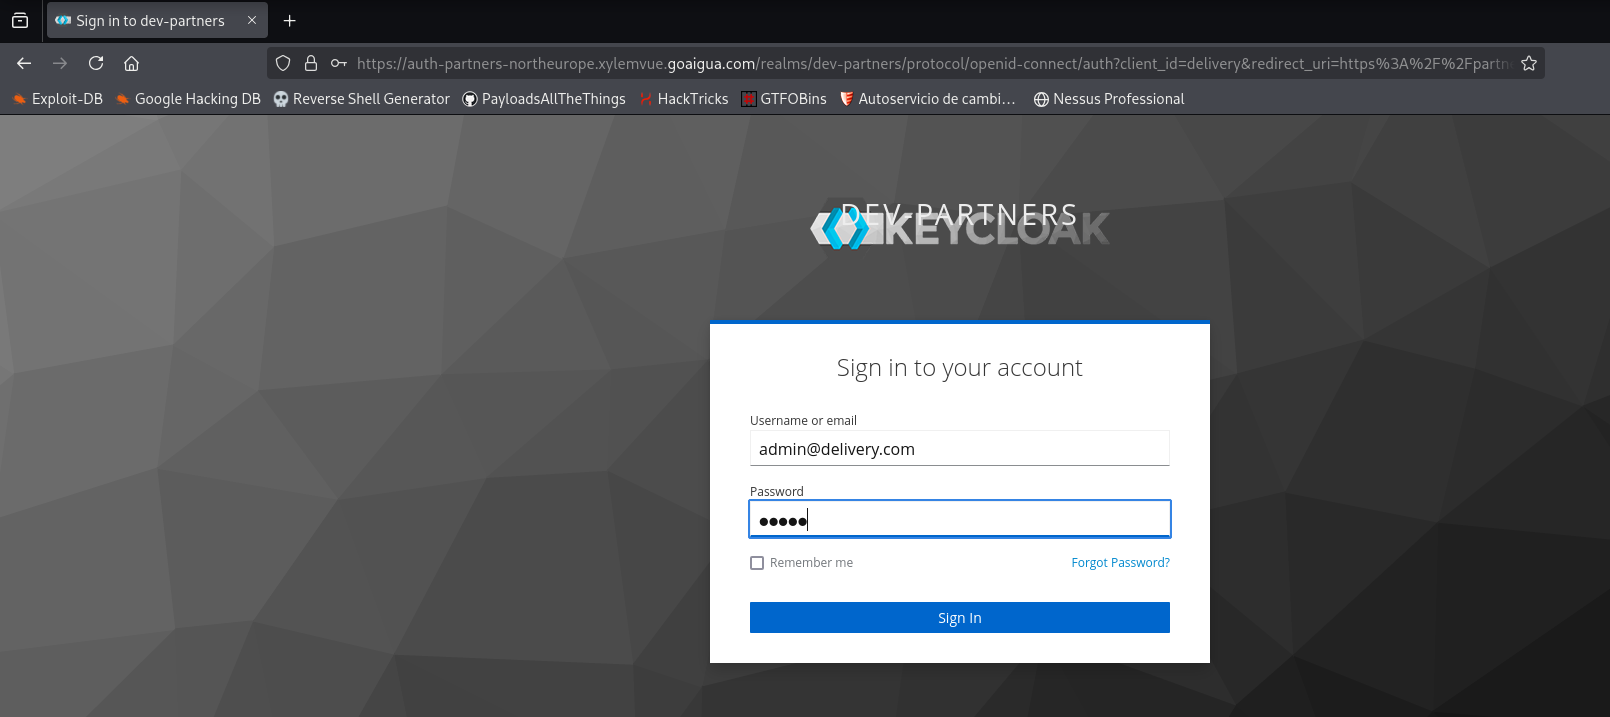 Sign in to dev-partners
https://auth-partners-northeurope.xylemvue.goaigua.com/realms/dev-partners/protocol/openid-connect/auth?client_id=delivery&redirect_uri=https%3A%2F%2Fpartn
Exploit-DB Google Hacking DB Reverse Shell Generator PayloadsAllTheThings HackTricks GTFOBins Autoservicio de cambi... Nessus Professional
DEV-PARTNERS
KEYCLOAK
Sign in to your account
Username or email
admin@delivery.com
Password
Remember me Forgot Password?
Sign In